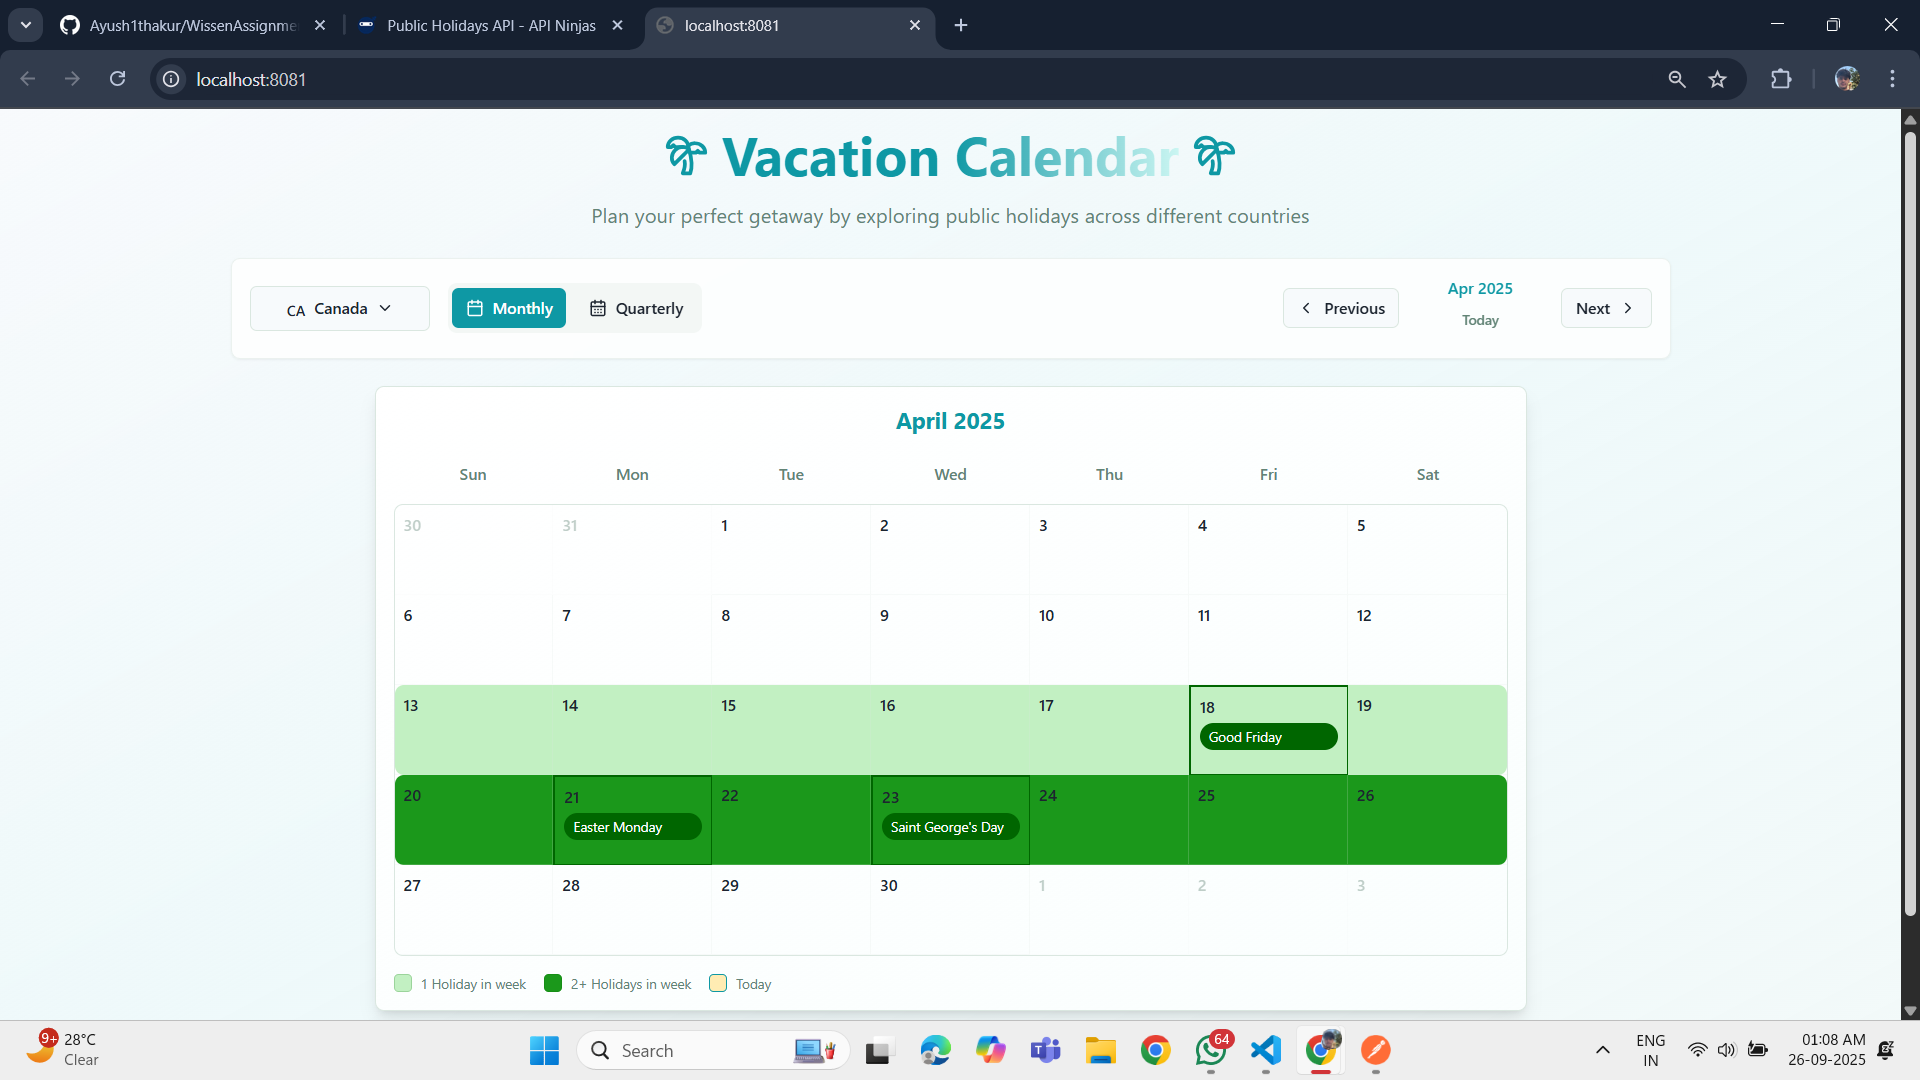 Ayush1thakur/WissenAssignme
Public Holidays API - API Ninjas
localhost:8081
localhost:8081
Vacation Calendar
Plan your perfect getaway by exploring public holidays across different countries
CA Canada
Monthly
Quarterly
Previous
Apr 2025
Today
Next
April 2025
Sun Mon Tue Wed Thu Fri Sat
30 31 1 2 3 4 5
6 7 8 9 10 11 12
13 14 15 16 17 18 19
Good Friday
20 21 22 23 24 25 26
Easter Monday Saint George's Day
27 28 29 30 1 2 3
1 Holiday in week 2+ Holidays in week Today
9+
28°C
Clear
Search
64
ENG
IN
01:08 AM
26-09-2025